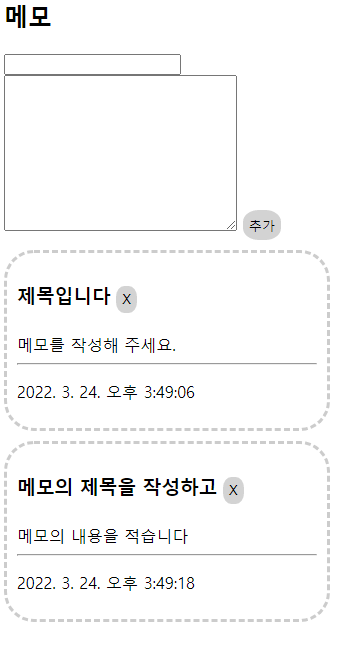 메모
추가
제목입니다 X
메모를 작성해 주세요.
2022. 3. 24. 오후 3:49:06
메모의 제목을 작성하고 X
메모의 내용을 적습니다
2022. 3. 24. 오후 3:49:18